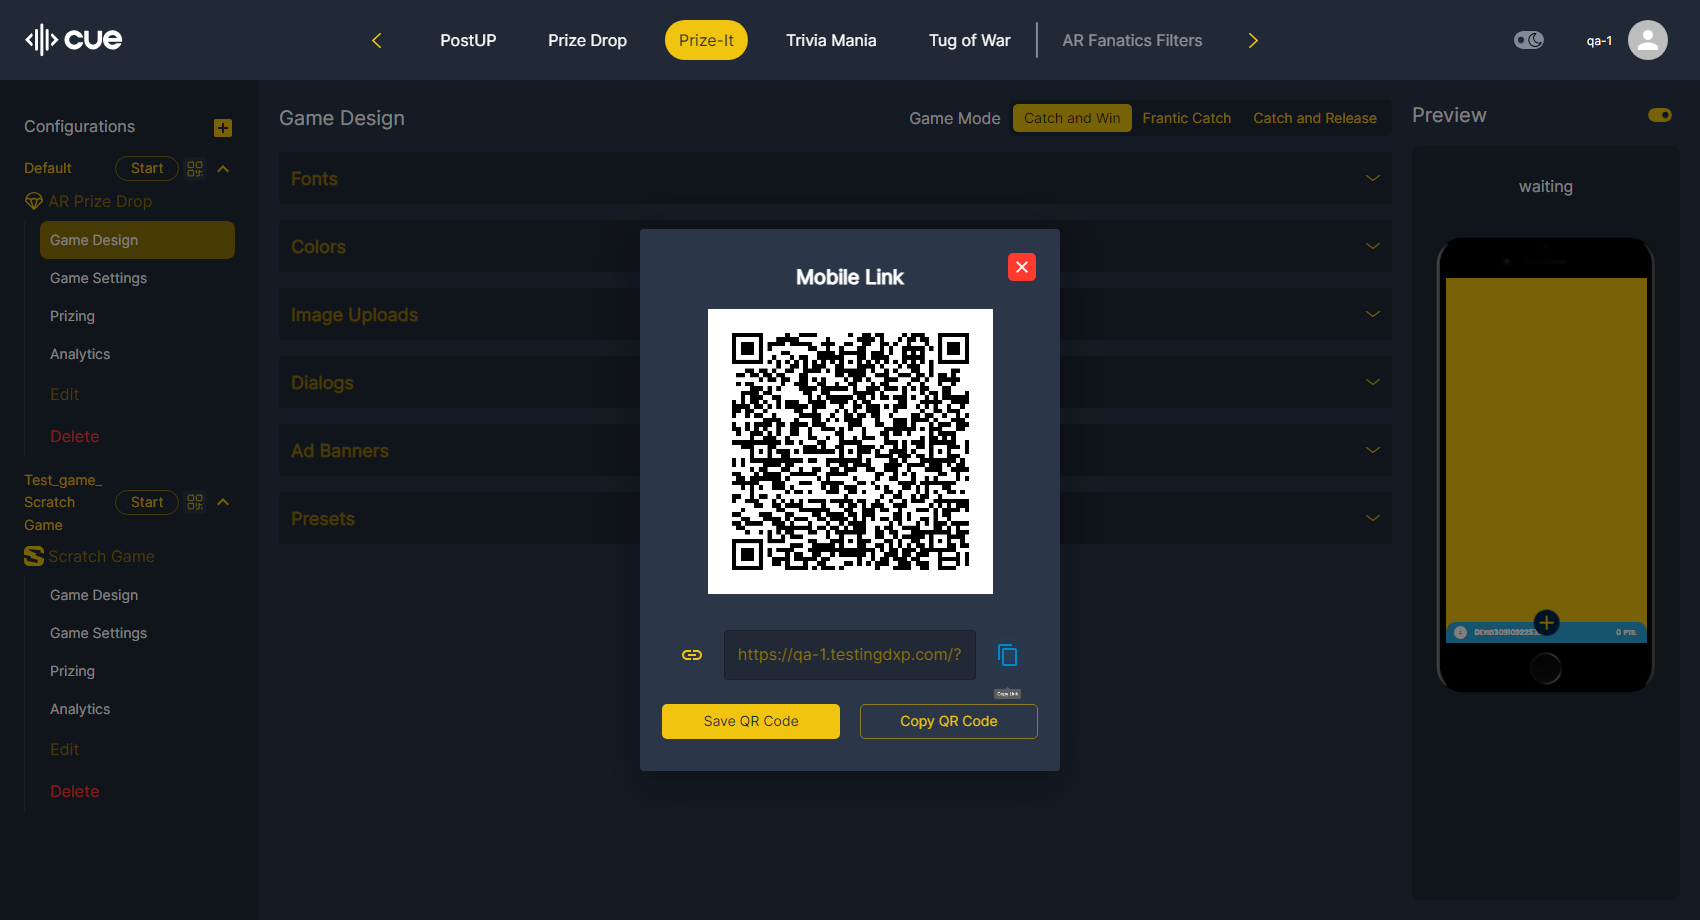 cue
PostUP
Prize Drop
Prize-It
Trivia Mania
Tug of War
AR Fanatics Filters
qa-1
Configurations
Default
Start
AR Prize Drop
Game Design
Game Settings
Prizing
Analytics
Edit
Delete
Test_game_
Scratch
Game
Start
Scratch Game
Game Design
Game Settings
Prizing
Analytics
Edit
Delete
Game Design
Game Mode
Catch and Win
Frantic Catch
Catch and Release
Fonts
Colors
Image Uploads
Dialogs
Ad Banners
Presets
Mobile Link
https://qa-1.testingdxp.com/?
Copy Link
Save QR Code
Copy QR Code
Preview
waiting
0 PTS.